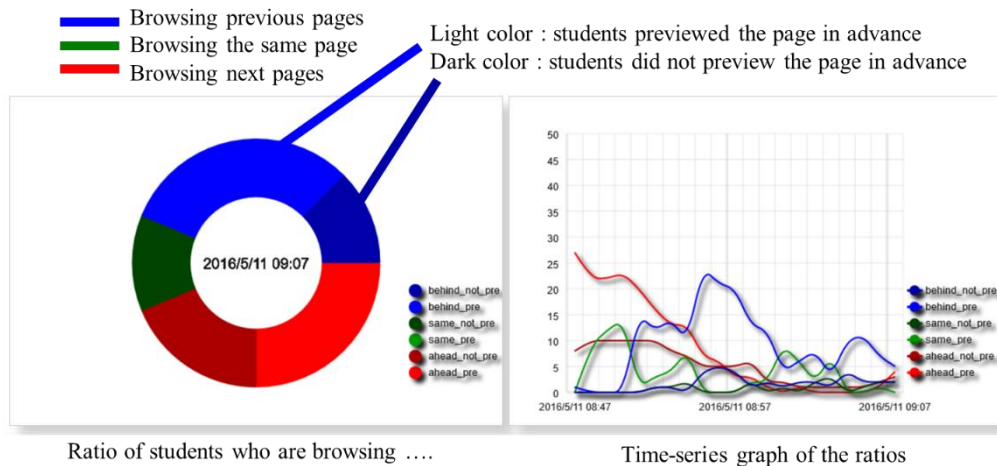 Browsing previous pages
Browsing the same page
Browsing next pages
Light color : students previewed the page in advance
Dark color : students did not preview the page in advance
2016/5/11 09:07
behind_not_pre
behind_pre
same_not_pre
same_pre
ahead_not_pre
ahead_pre
50
45
40
35
30
25
20
15
10
5
0
2016/5/11 08:47
2016/5/11 08:57
2016/5/11 09:07
behind_not_pre
behind_pre
same_not_pre
same_pre
ahead_not_pre
ahead_pre
Ratio of students who are browsing ….
Time-series graph of the ratios